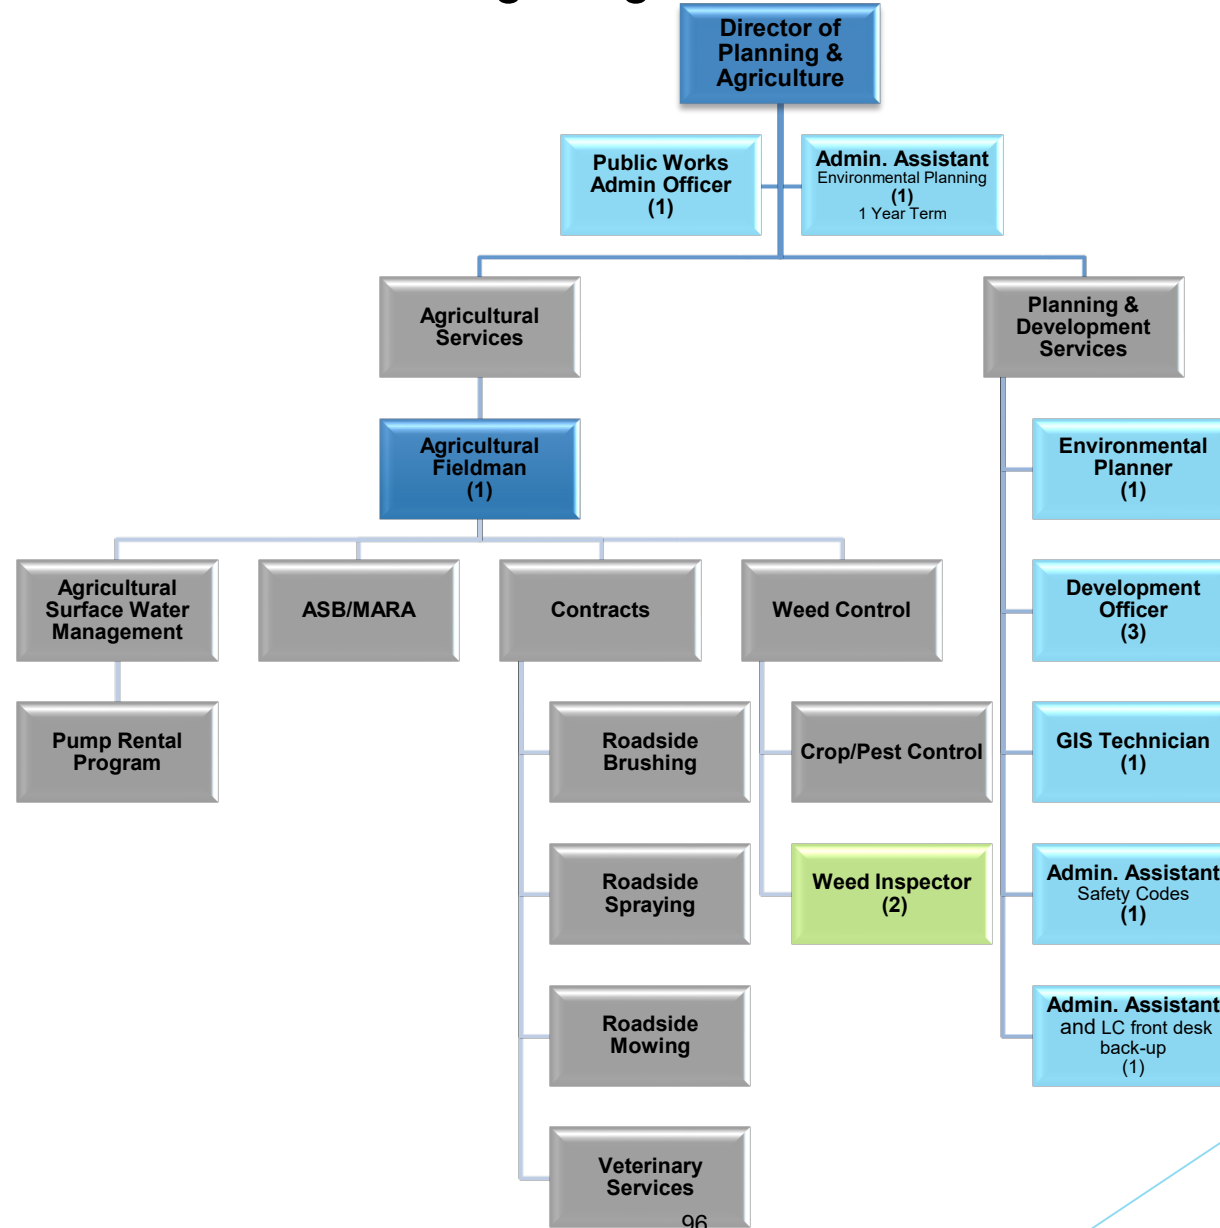 Director of
Planning &
Agriculture
Public Works
Admin Officer
(1)
Admin. Assistant
Environmental Planning
(1)
1 Year Term
Agricultural
Services
Planning &
Development
Services
Agricultural
Fieldman
(1)
Environmental
Planner
(1)
Agricultural
Surface Water
Management
ASB/MARA
Contracts
Weed Control
Development
Officer
(3)
Pump Rental
Program
Roadside
Brushing
Crop/Pest Control
GIS Technician
(1)
Roadside
Spraying
Weed Inspector
(2)
Admin. Assistant
Safety Codes
(1)
Roadside
Mowing
Admin. Assistant
and LC front desk
back-up
(1)
Veterinary
Services
96